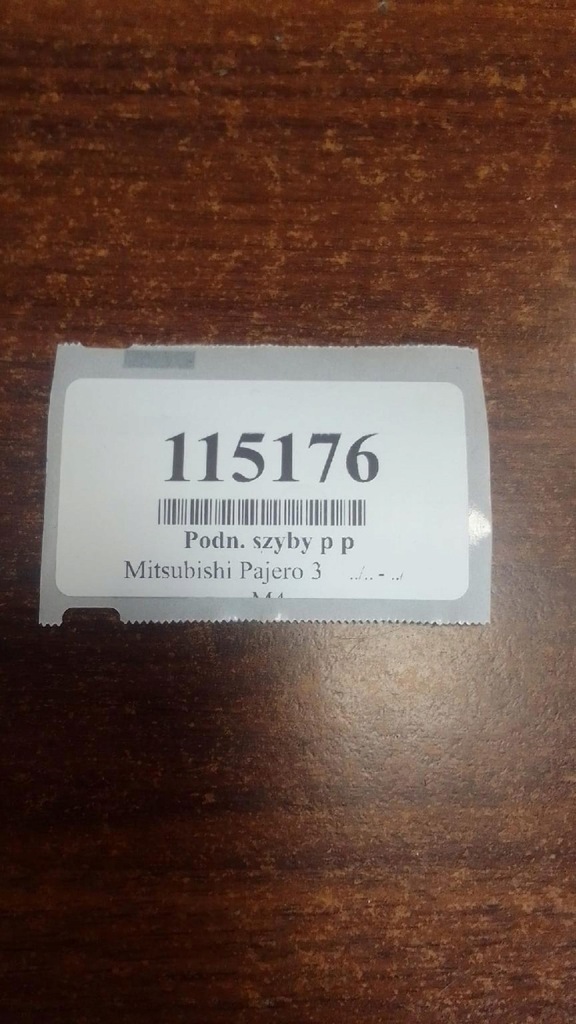 115176
Podn. szyby p p
Mitsubishi Pajero 3 ../.. - ../